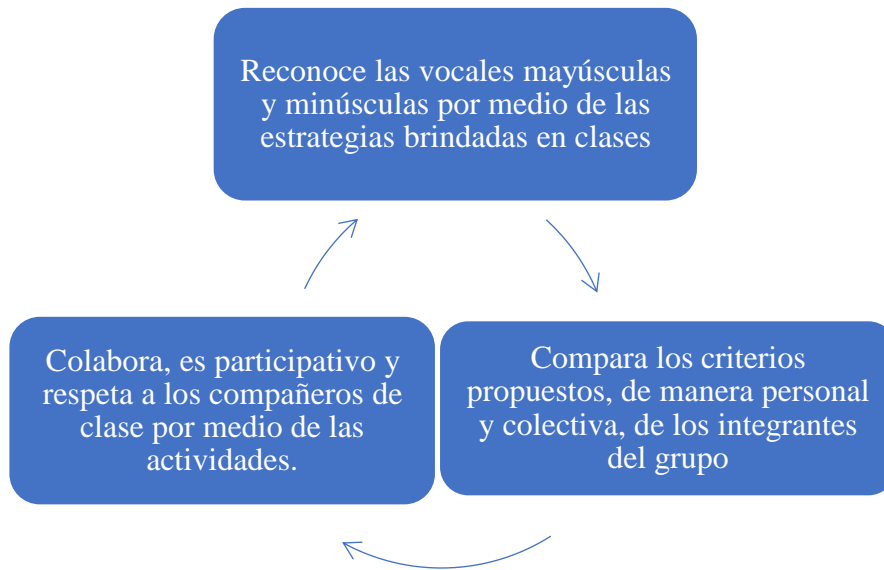 Reconoce las vocales mayúsculas
y minúsculas por medio de las
estrategias brindadas en clases
Compara los criterios
propuestos, de manera personal
y colectiva, de los integrantes
del grupo
Colabora, es participativo y
respeta a los compañeros de
clase por medio de las
actividades.